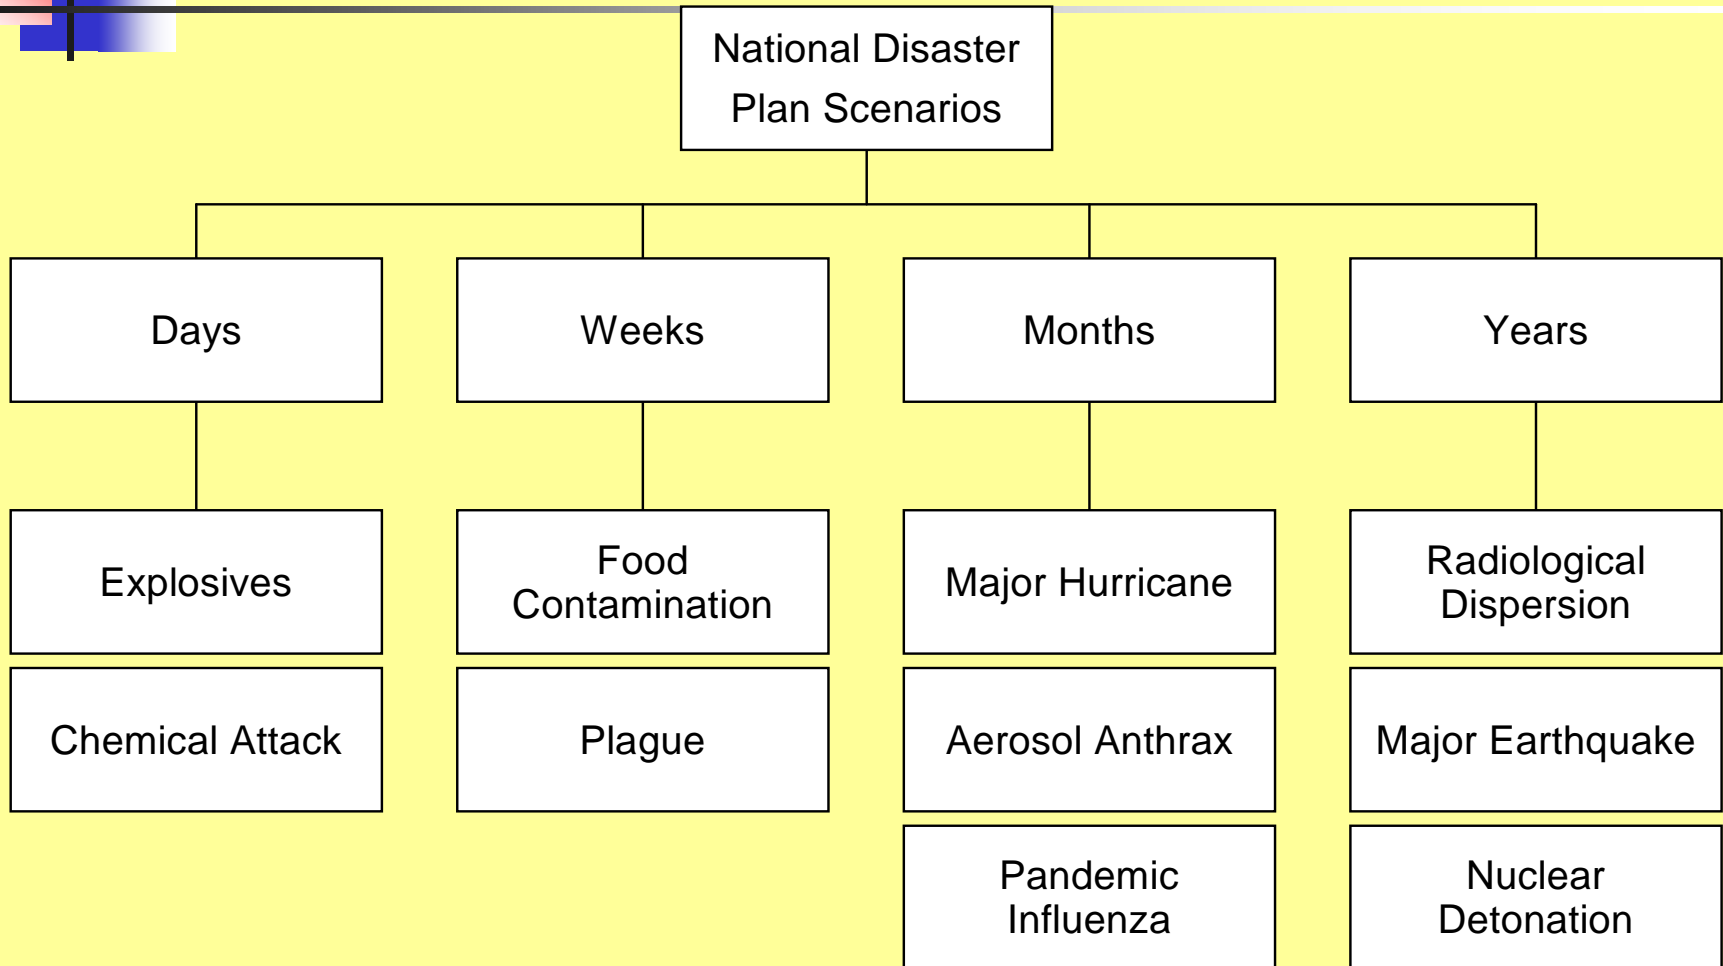 National Disaster
Plan Scenarios
Days
Weeks
Months
Years
Explosives
Food
Contamination
Major Hurricane
Radiological
Dispersion
Chemical Attack
Plague
Aerosol Anthrax
Major Earthquake
Pandemic
Influenza
Nuclear
Detonation